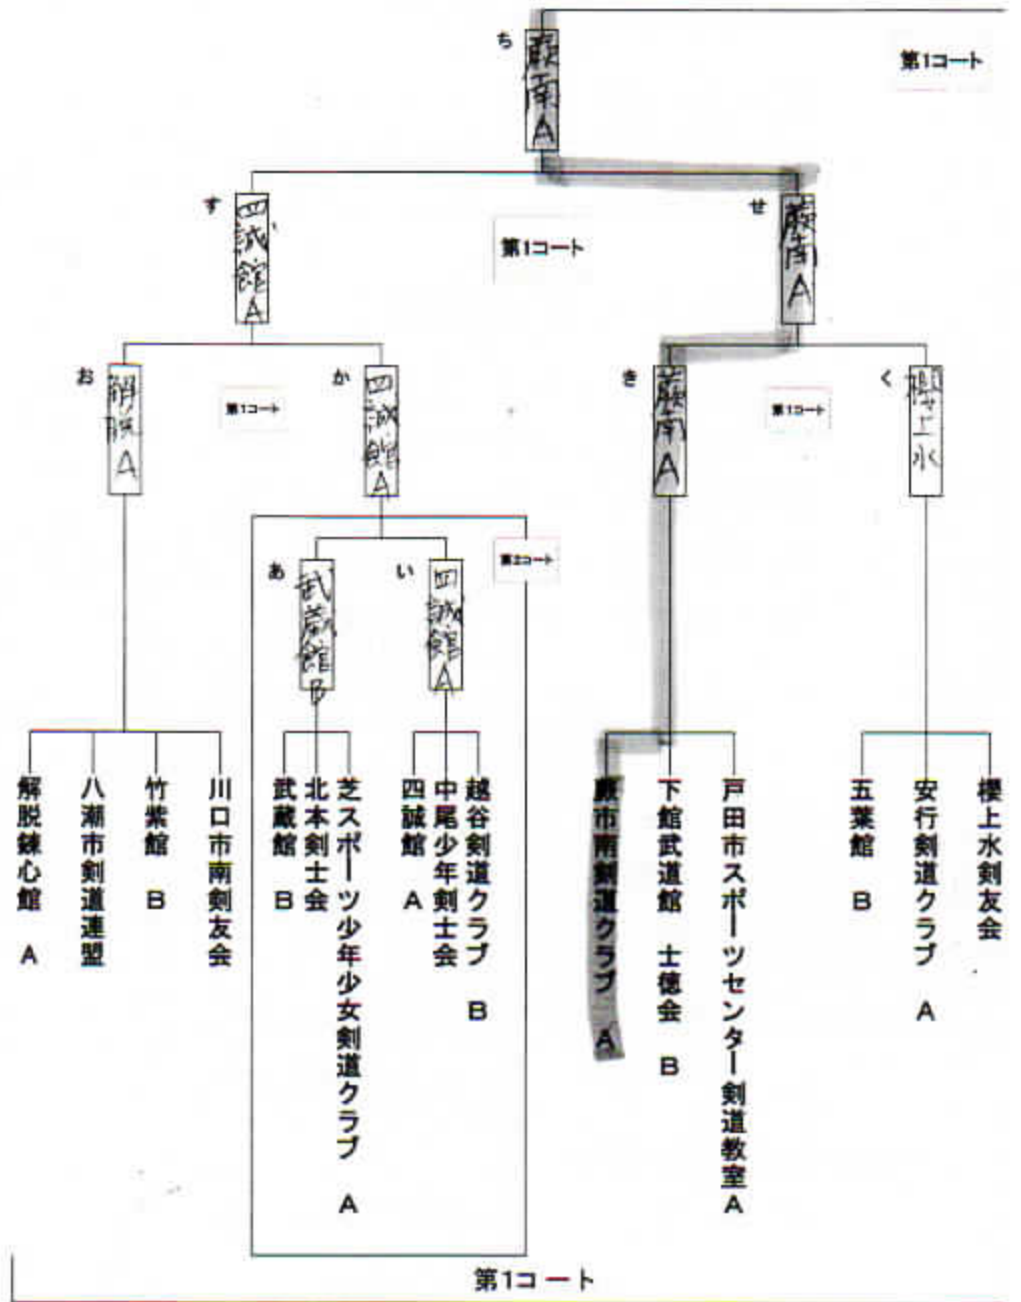 ち
蕨南A
第1コート
す
四誠館A
第1コート
せ
蕨南A
お
解脱A
第1コート
か
四誠館A
き
蕨南A
第1コート
く
櫻上水
あ
武蔵館B
い
四誠館A
第2コート
解脱錬心館 A
八潮市剣道連盟
竹紫館 B
川口市南剣友会
武蔵館 B
北本剣士会
芝スポーツ少年少女剣道クラブ A
四誠館 A
中尾少年剣士会
越谷剣道クラブ B
蕨市南剣道クラブ A
下館武道館 士徳会 B
戸田市スポーツセンター剣道教室A
五葉館 B
安行剣道クラブ A
櫻上水剣友会
第1コート